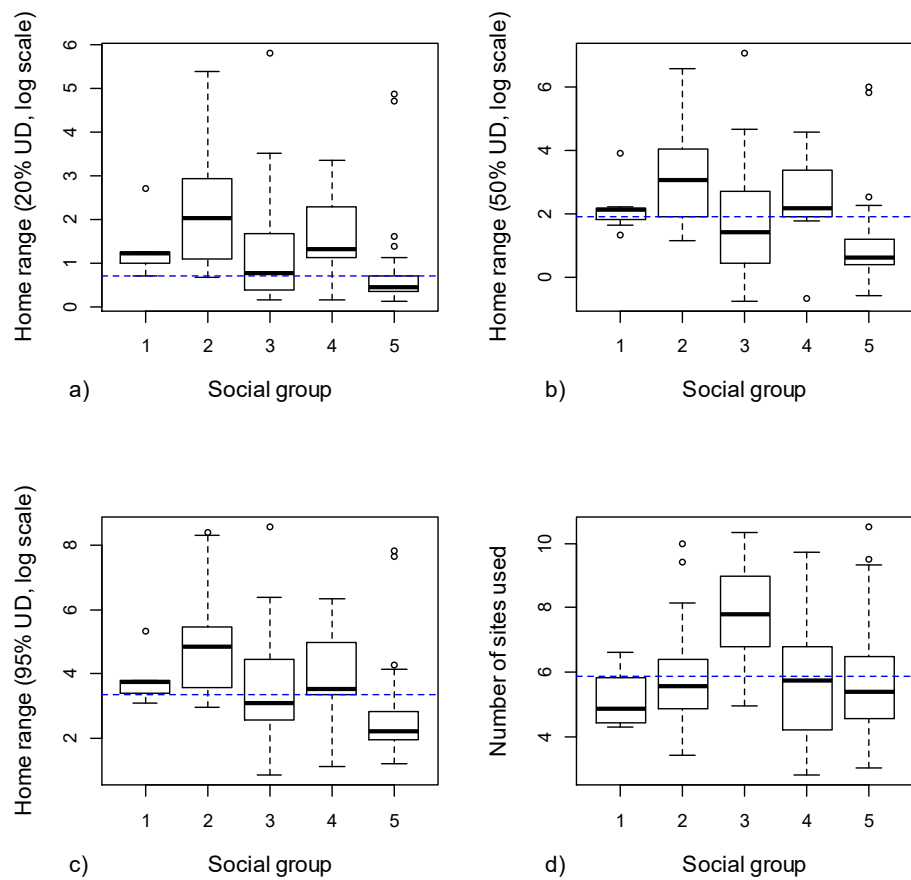 Home range (20% UD, log scale)
6
5
4
3
2
1
0
1 2 3 4 5
a) Social group
Home range (50% UD, log scale)
6
4
2
0
1 2 3 4 5
b) Social group
Home range (95% UD, log scale)
8
6
4
2
1 2 3 4 5
c) Social group
Number of sites used
10
8
6
4
1 2 3 4 5
d) Social group